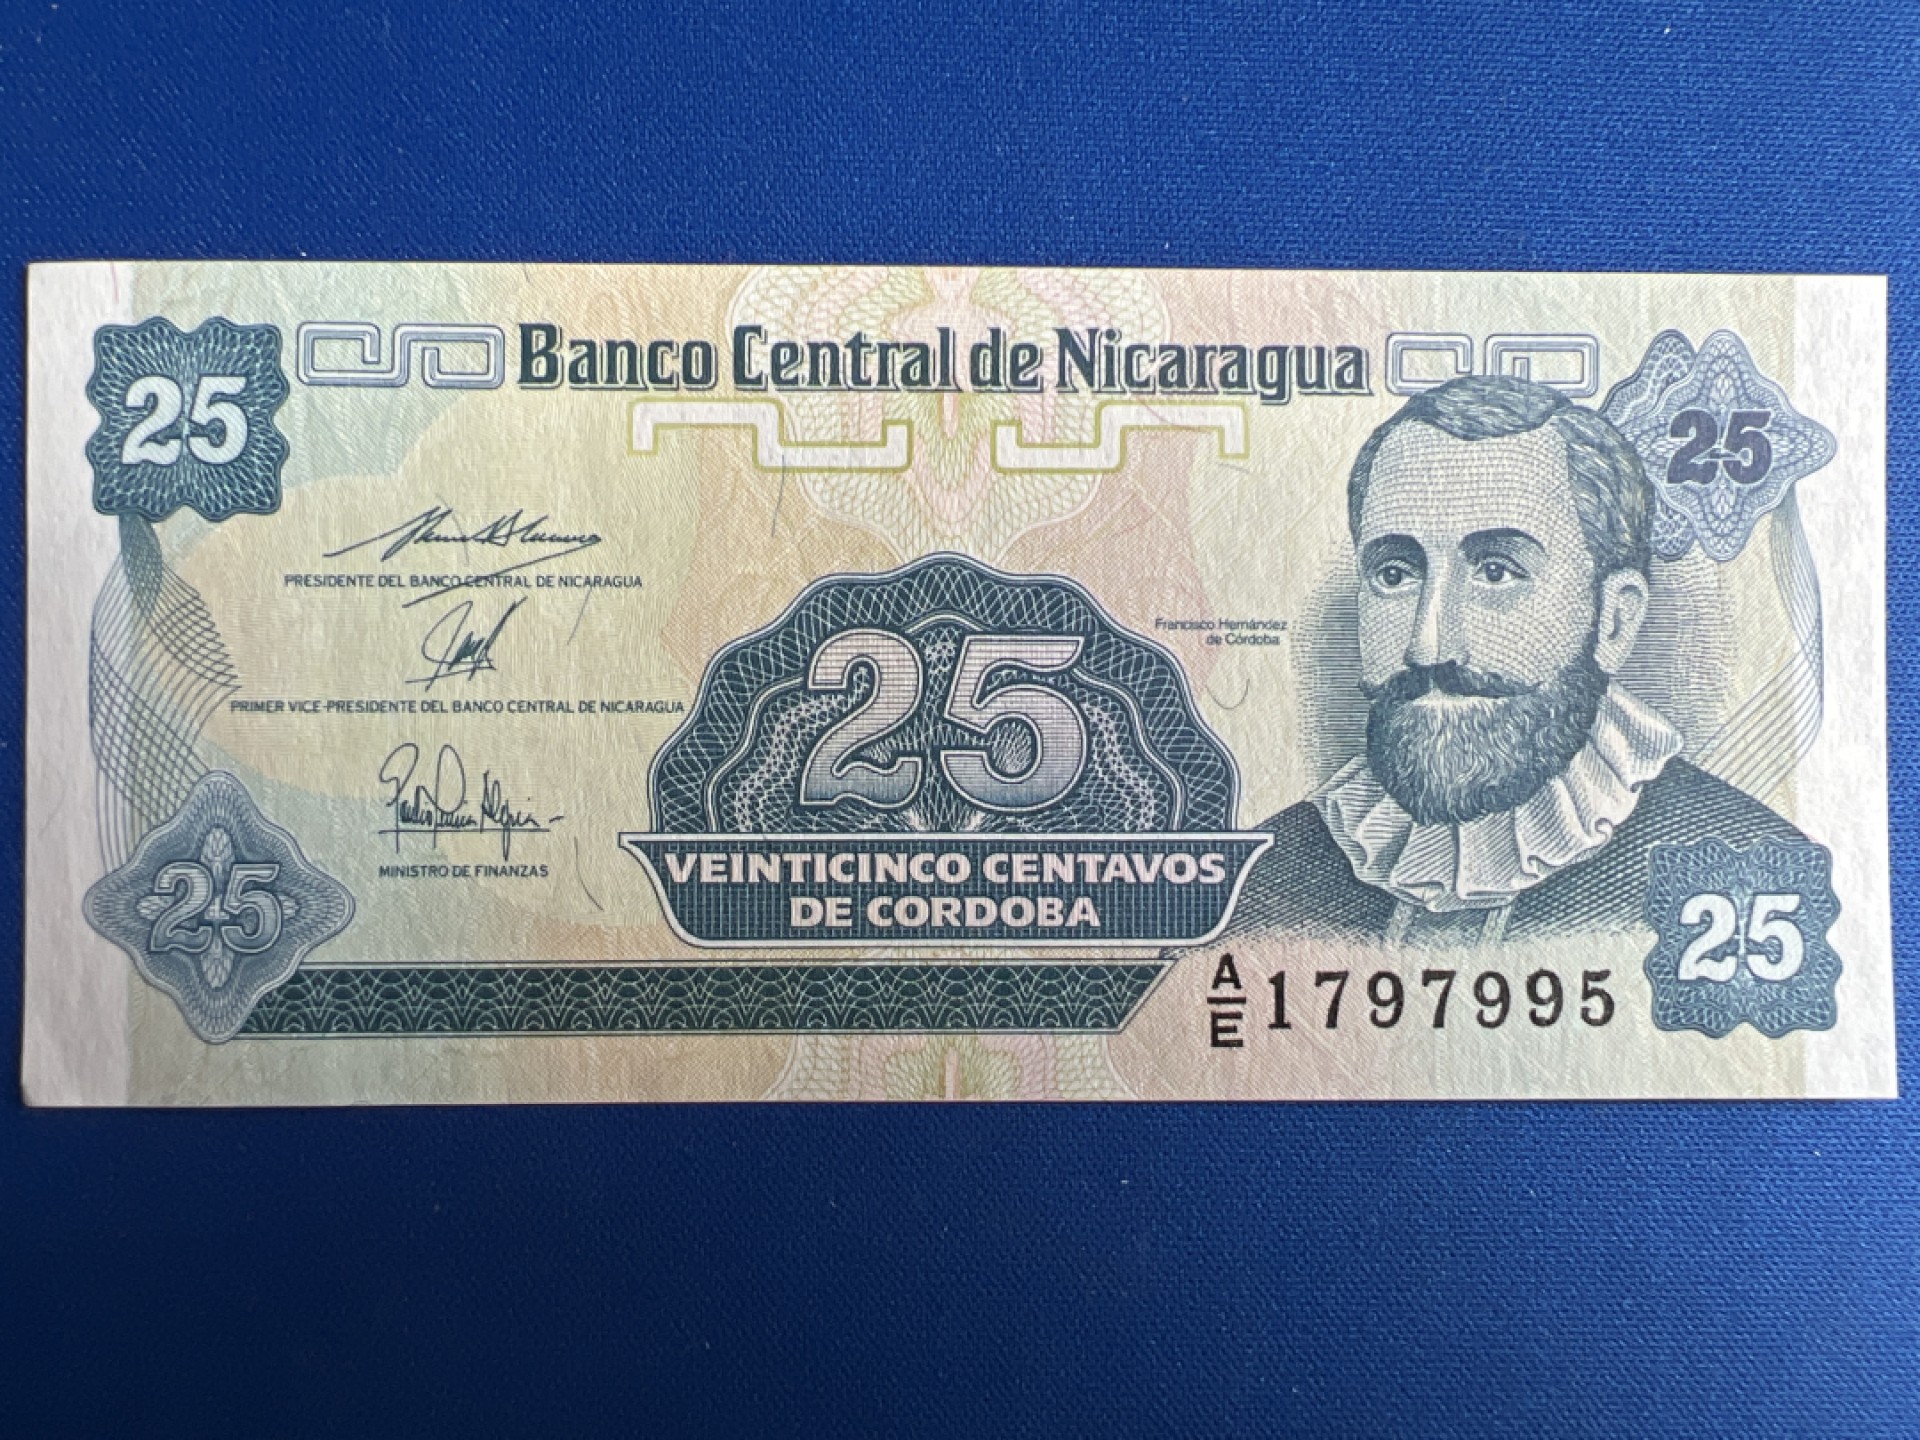 25
Banco Central de Nicaragua
25
PRESIDENTE DEL BANCO CENTRAL DE NICARAGUA
Francisco Hernández
de Córdoba
PRIMER VICE-PRESIDENTE DEL BANCO CENTRAL DE NICARAGUA
25
MINISTRO DE FINANZAS
VEINTICINCO CENTAVOS
DE CORDOBA
25
25
A/E 1797995